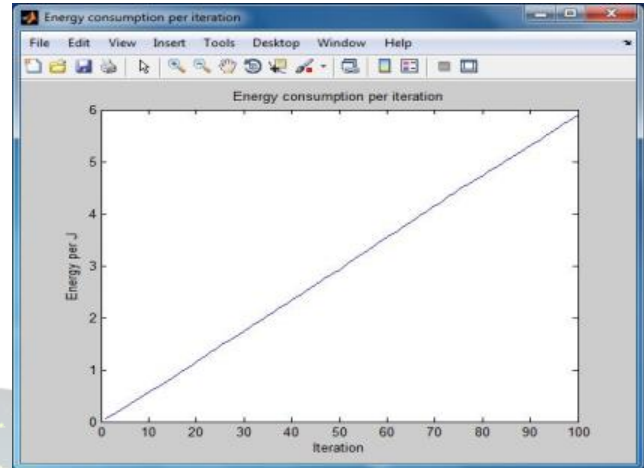 Energy consumption per iteration
File Edit View Insert Tools Desktop Window Help
Energy consumption per iteration
6
5
4
3
2
1
0
Energy per J
0 10 20 30 40 50 60 70 80 90 100
Iteration